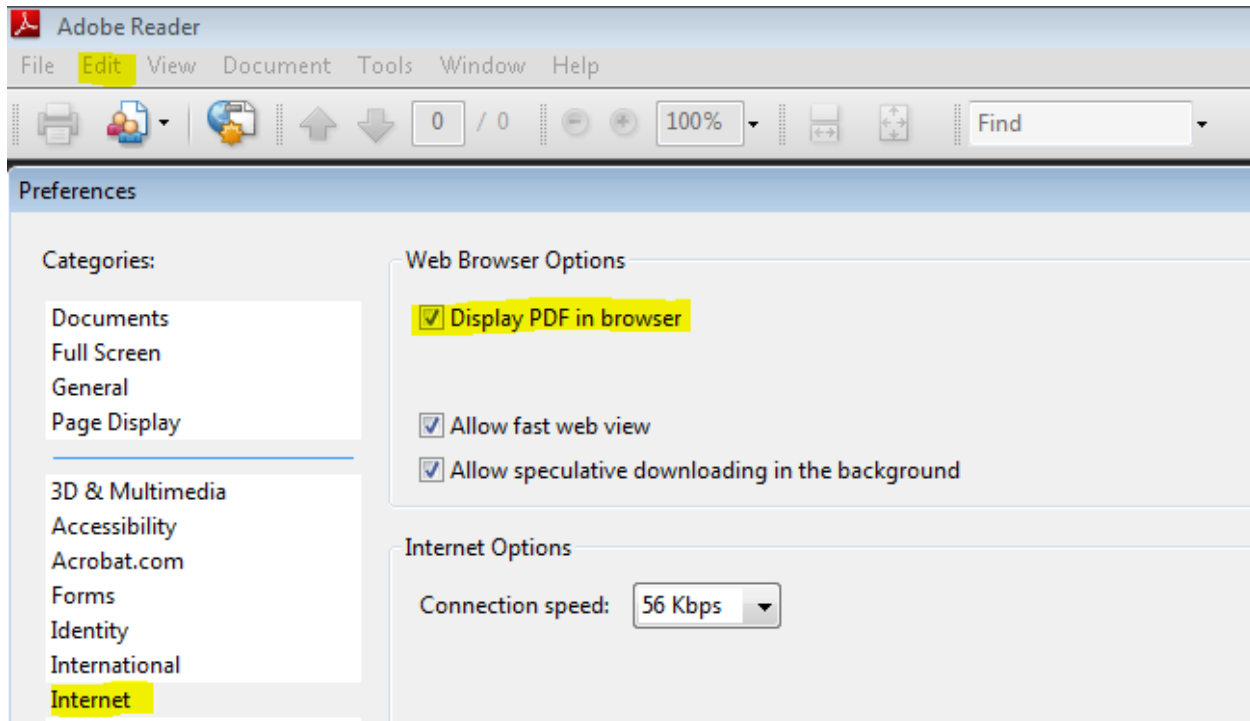 Adobe Reader
File Edit View Document Tools Window Help
0 / 0 100% Find
Preferences
Categories:
Documents
Full Screen
General
Page Display
3D & Multimedia
Accessibility
Acrobat.com
Forms
Identity
International
Internet
Web Browser Options
Display PDF in browser
Allow fast web view
Allow speculative downloading in the background
Internet Options
Connection speed: 56 Kbps